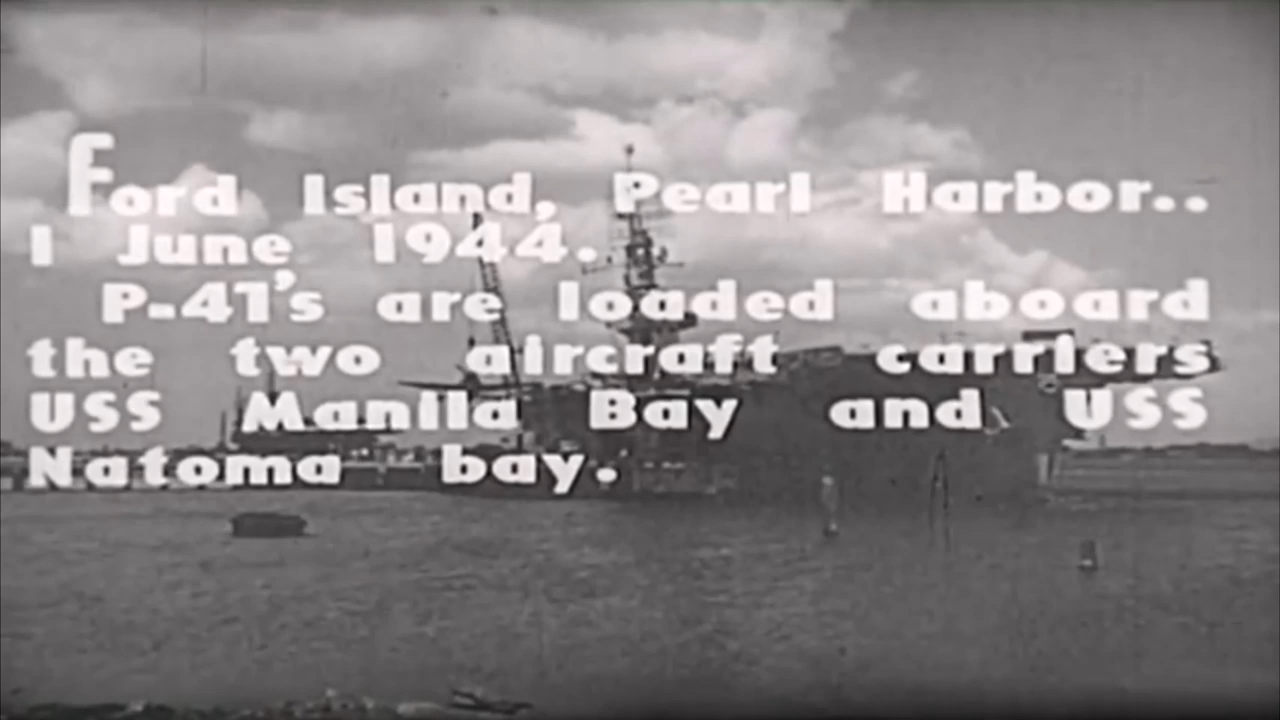 Ford Island, Pearl Harbor..
1 June 1944.
P-41's are loaded aboard
the two aircraft carriers
USS Manila Bay and USS
Natoma bay.